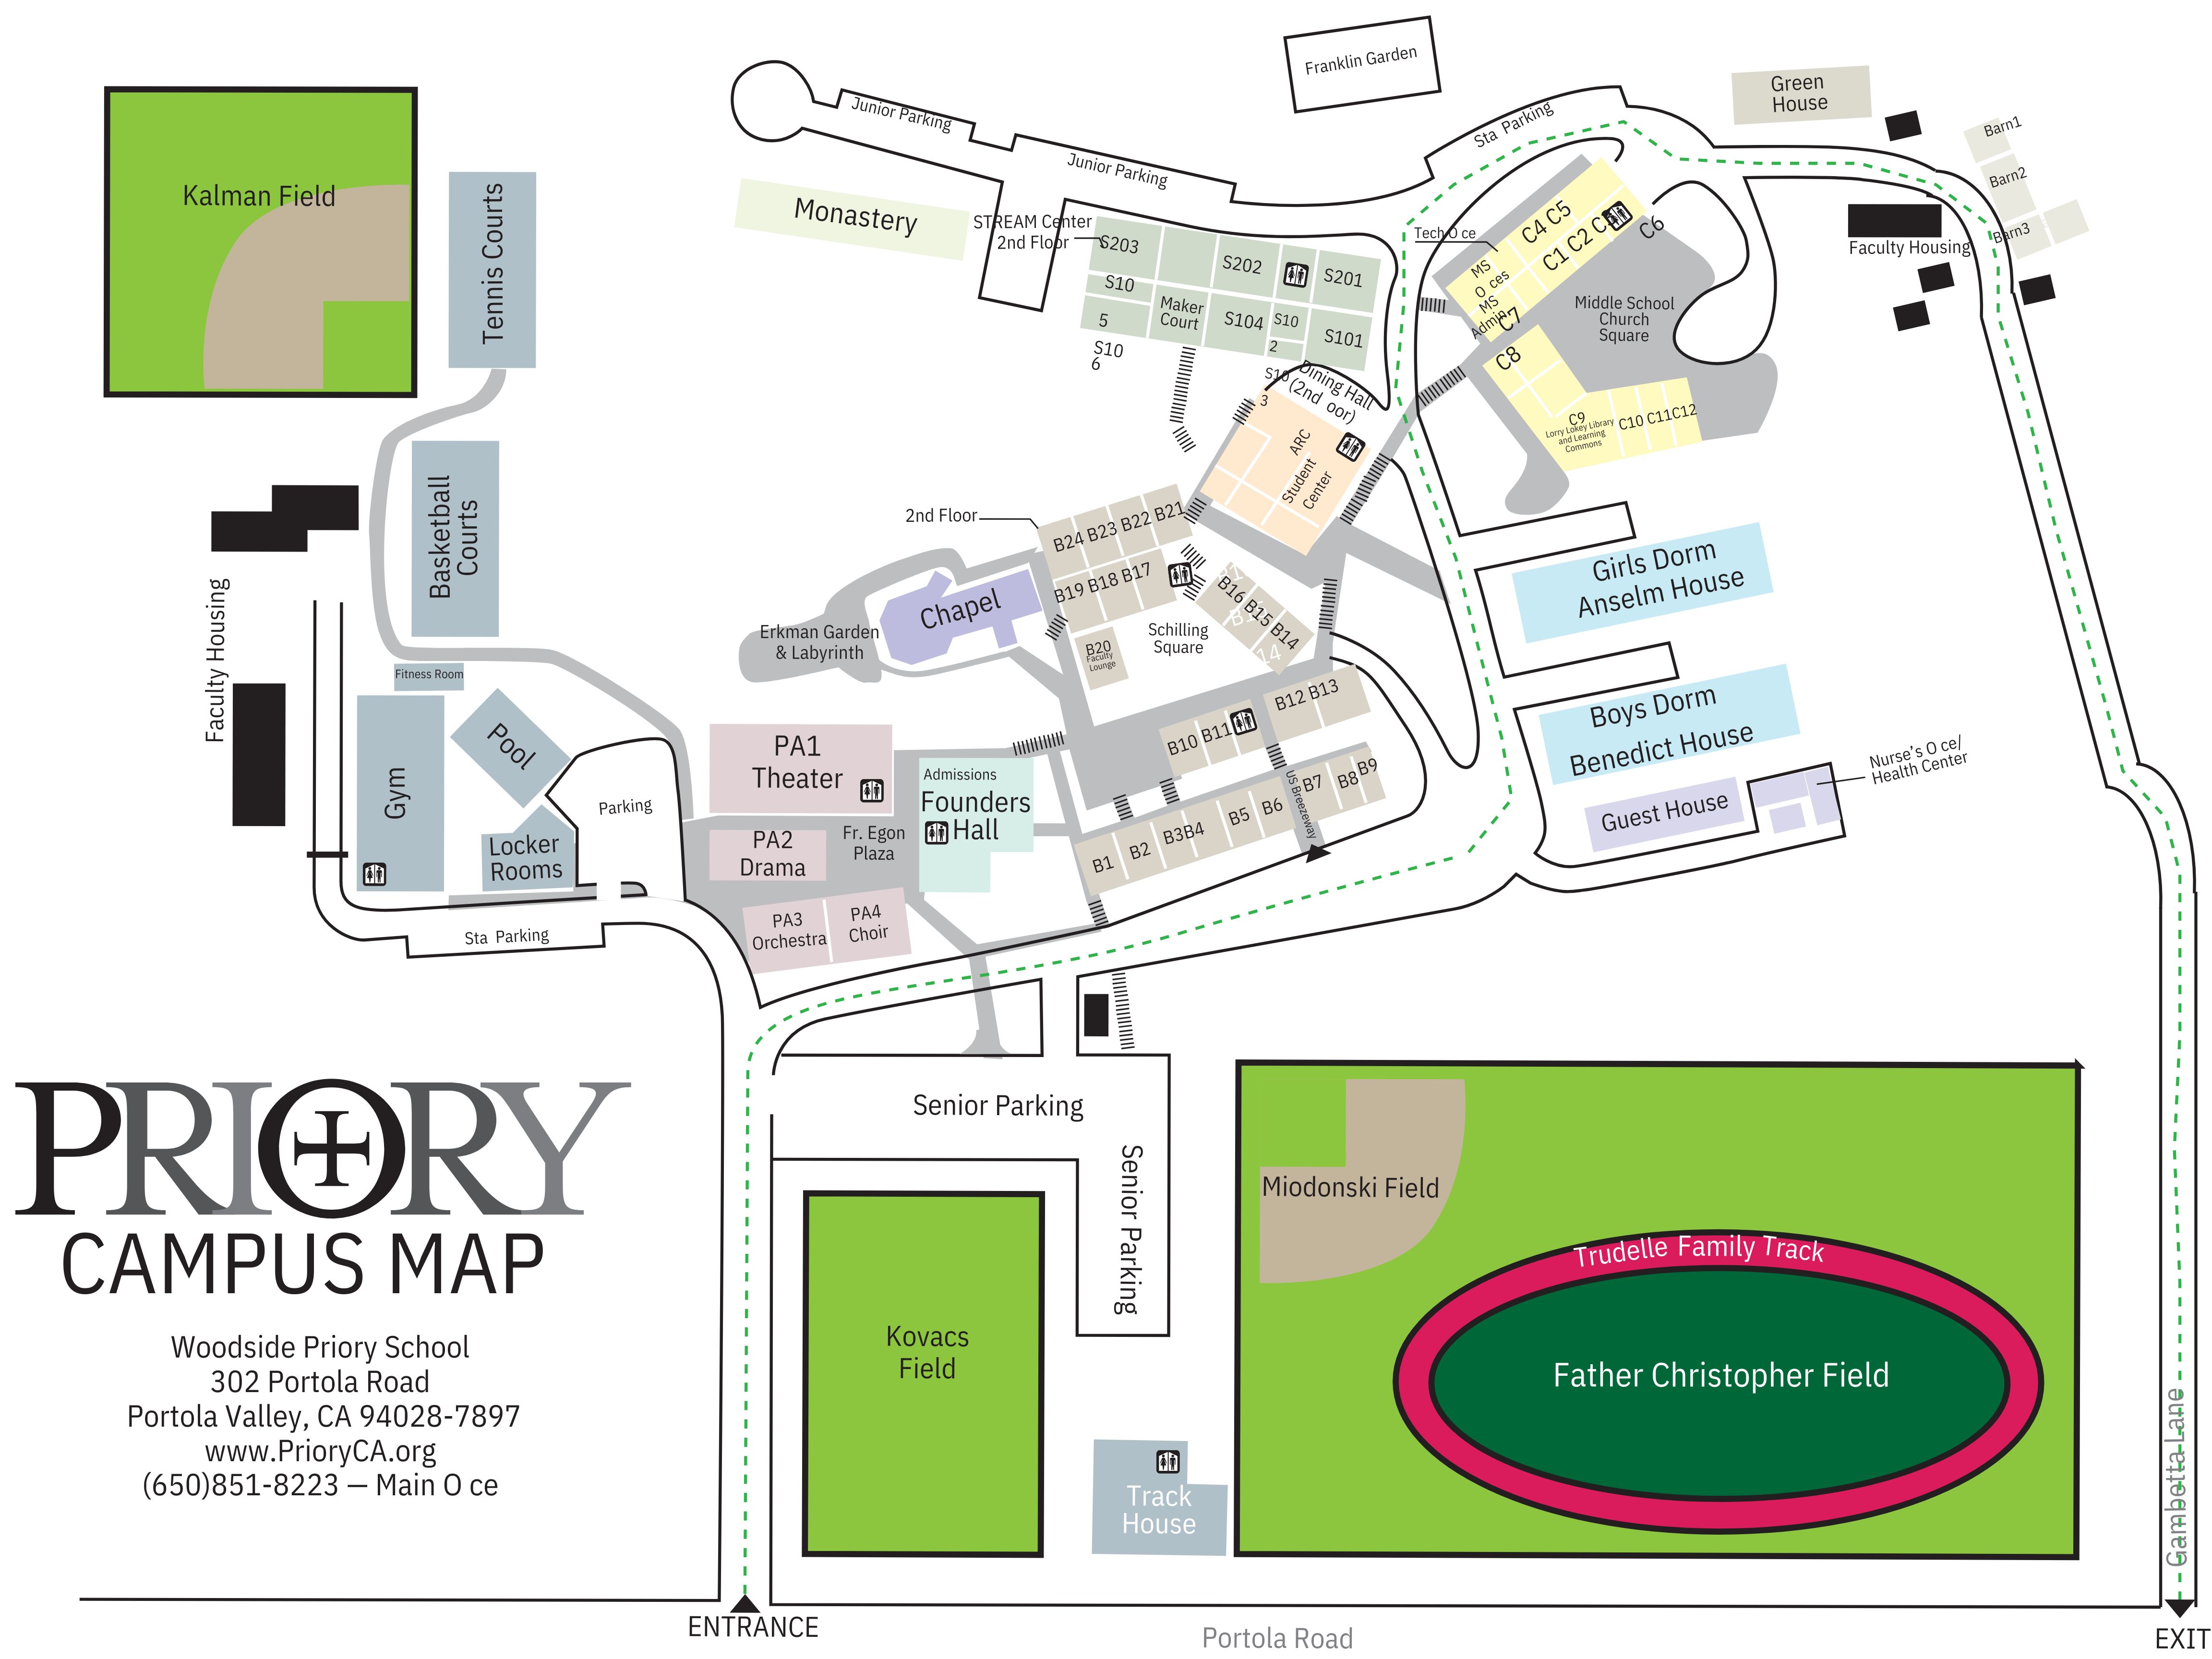 Franklin Garden
Green
House
Junior Parking
Junior Parking
Sta Parking
Barn1
Barn2
Barn3
Kalman Field
Tennis Courts
Monastery
STREAM Center
2nd Floor
S203
S202
S201
S10
5
S10
6
Maker
Court
S104
S10
2
S101
S10
3
Dining Hall
(2nd oor)
ARC
Student
Center
Tech O ce
C4 C5
C1 C2 C
C6
MS
O ces
MS
Admin
C7
C8
C9
Lorry Lokey Library
and Learning
Commons
C10 C11 C12
Middle School
Church
Square
Faculty Housing
Basketball
Courts
Faculty Housing
2nd Floor
B24 B23 B22 B21
B19 B18 B17
B20
Faculty
Lounge
B16 B15 B14
14
Schilling
Square
Chapel
Erkman Garden
& Labyrinth
Girls Dorm
Anselm House
Boys Dorm
Benedict House
Guest House
Nurse's O ce/
Health Center
Fitness Room
Gym
Pool
Locker
Rooms
Parking
Sta Parking
PA1
Theater
PA2
Drama
PA3
Orchestra
PA4
Choir
Fr. Egon
Plaza
Admissions
Founders
Hall
B10 B11
B12 B13
B1 B2 B3 B4 B5 B6 B7 B8 B9
US Breezeway
PRIORY
CAMPUS MAP
Woodside Priory School
302 Portola Road
Portola Valley, CA 94028-7897
www.PrioryCA.org
(650)851-8223 — Main O ce
Senior Parking
Senior Parking
Kovacs
Field
Miodonski Field
Trudelle Family Track
Father Christopher Field
Track
House
Gambetta Lane
ENTRANCE
Portola Road
EXIT